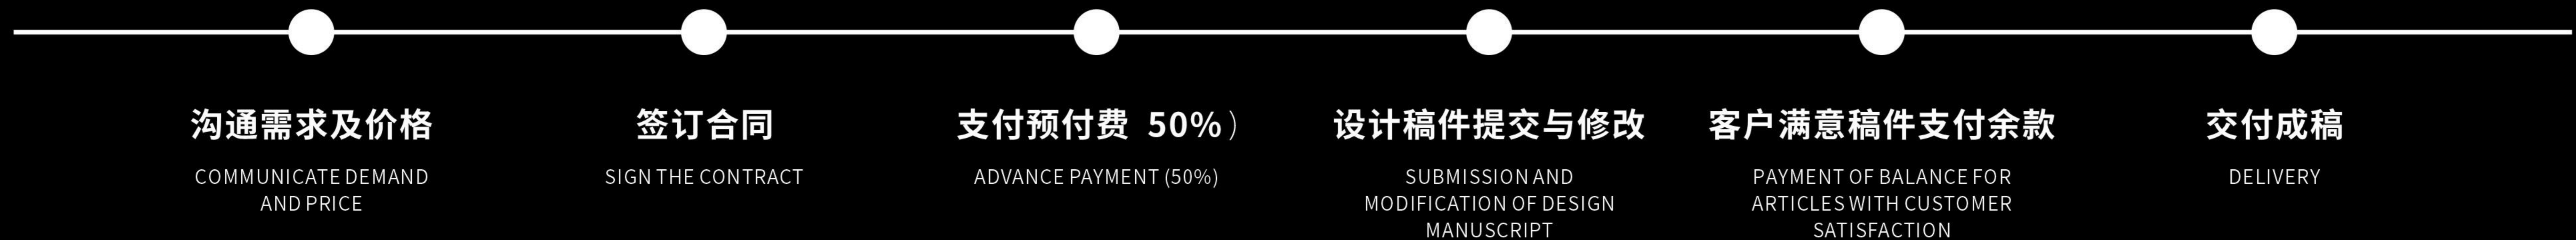 沟通需求及价格
COMMUNICATE DEMAND
AND PRICE
签订合同
SIGN THE CONTRACT
支付预付费 50%）
ADVANCE PAYMENT (50%)
设计稿件提交与修改
SUBMISSION AND
MODIFICATION OF DESIGN
MANUSCRIPT
客户满意稿件支付余款
PAYMENT OF BALANCE FOR
ARTICLES WITH CUSTOMER
SATISFACTION
交付成稿
DELIVERY